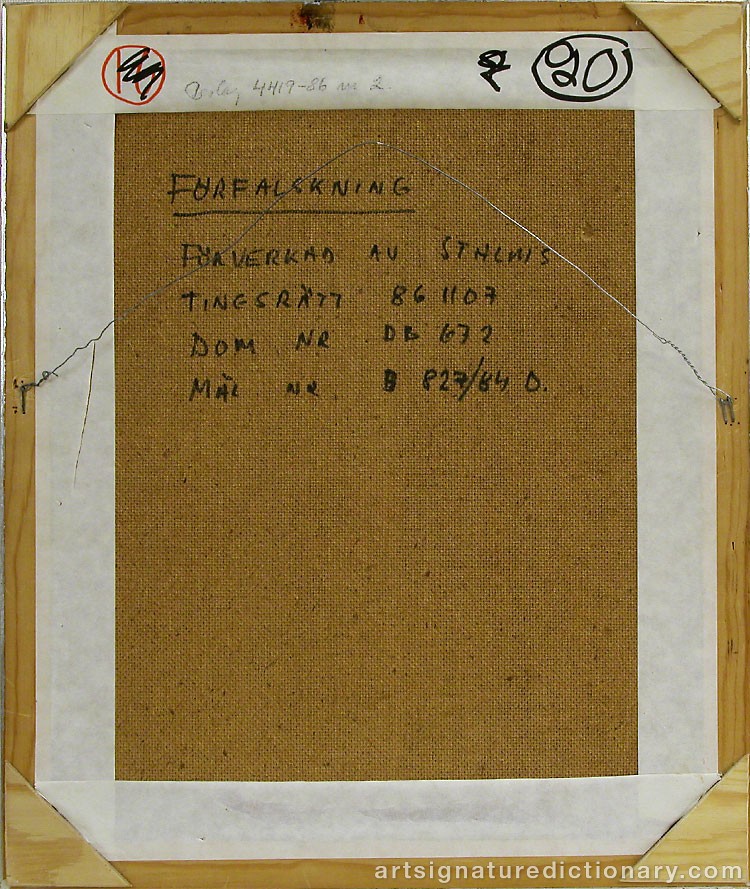 4419-86 nr 2.
20
FÖRFALSKNING
FÖRVERKAD AV STHLMS
TINGSRÄTT 861107
DOM NR DB 672
MÅL NR B 827/84 D.
artsignaturedictionary.com